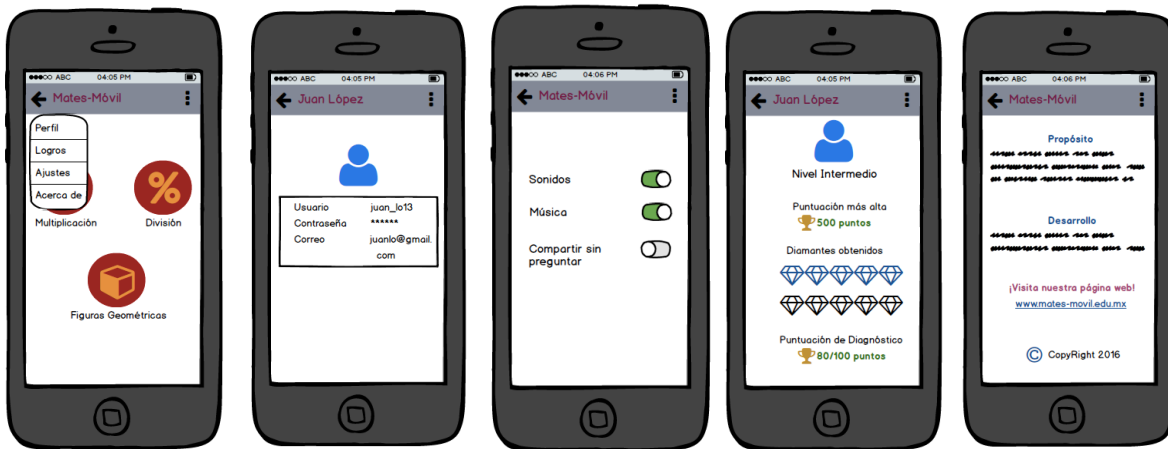 ABC 04:05 PM
Mates-Móvil
Perfil
Logros
Ajustes
Acerca de
Multiplicación
División
Figuras Geométricas
ABC 04:05 PM
Juan López
Usuario juan_lo13
Contraseña ******
Correo juanlo@gmail.
com
ABC 04:06 PM
Mates-Móvil
Sonidos
Música
Compartir sin
preguntar
ABC 04:05 PM
Juan López
Nivel Intermedio
Puntuación más alta
500 puntos
Diamantes obtenidos
Puntuación de Diagnóstico
80/100 puntos
ABC 04:06 PM
Mates-Móvil
Propósito
Desarrollo
¡Visita nuestra página web!
www.mates-movil.edu.mx
© CopyRight 2016